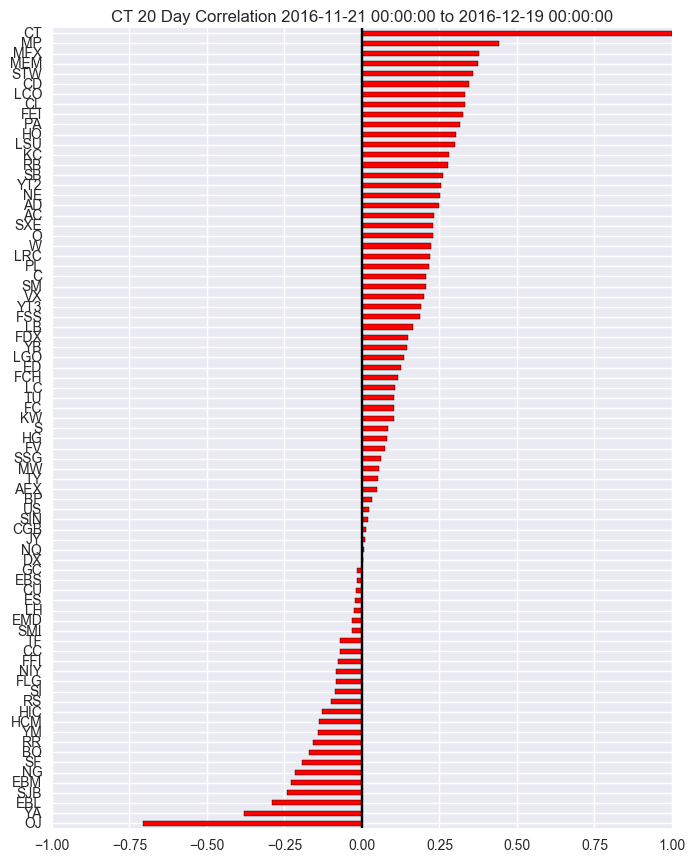 CT 20 Day Correlation 2016-11-21 00:00:00 to 2016-12-19 00:00:00
CT
MP
MFX
MEM
STW
CD
LCO
CL
FEI
PA
HO
LSU
KC
RB
SB
YT2
NE
AD
AC
SXE
O
W
LRC
PL
C
SM
VX
YT3
FSS
LB
FDX
YB
LGO
ED
FCH
LC
TU
FC
KW
S
HG
FV
SSG
MW
TY
AEX
BP
US
SIN
CGB
JY
NQ
DX
GC
EBS
CU
ES
LH
EMD
SMI
TF
CC
FFI
NIY
FLG
SI
RS
HIC
HCM
YM
RR
BO
SF
NG
EBM
SJB
EBL
YA
OJ
−1.00 −0.75 −0.50 −0.25 0.00 0.25 0.50 0.75 1.00